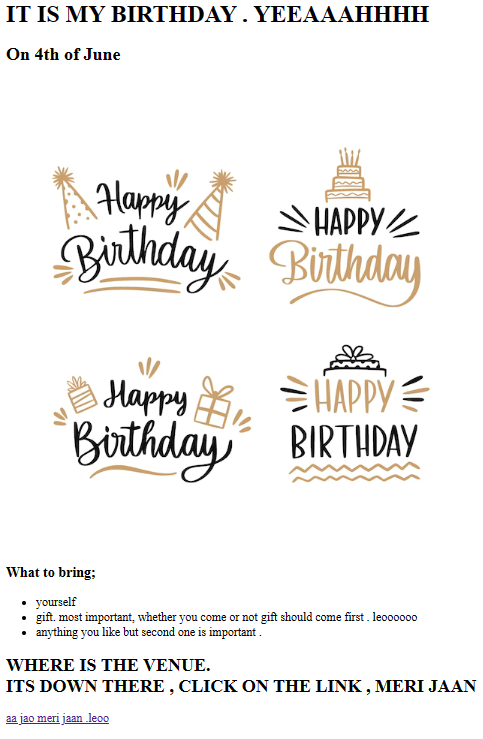 IT IS MY BIRTHDAY . YEEAAAHHHH
On 4th of June
Happy
Birthday
HAPPY
Birthday
Happy
Birthday
HAPPY
BIRTHDAY
What to bring;
yourself
gift. most important, whether you come or not gift should come first . leoooooo
anything you like but second one is important .
WHERE IS THE VENUE.
ITS DOWN THERE , CLICK ON THE LINK , MERI JAAN
aa jao meri jaan .leoo